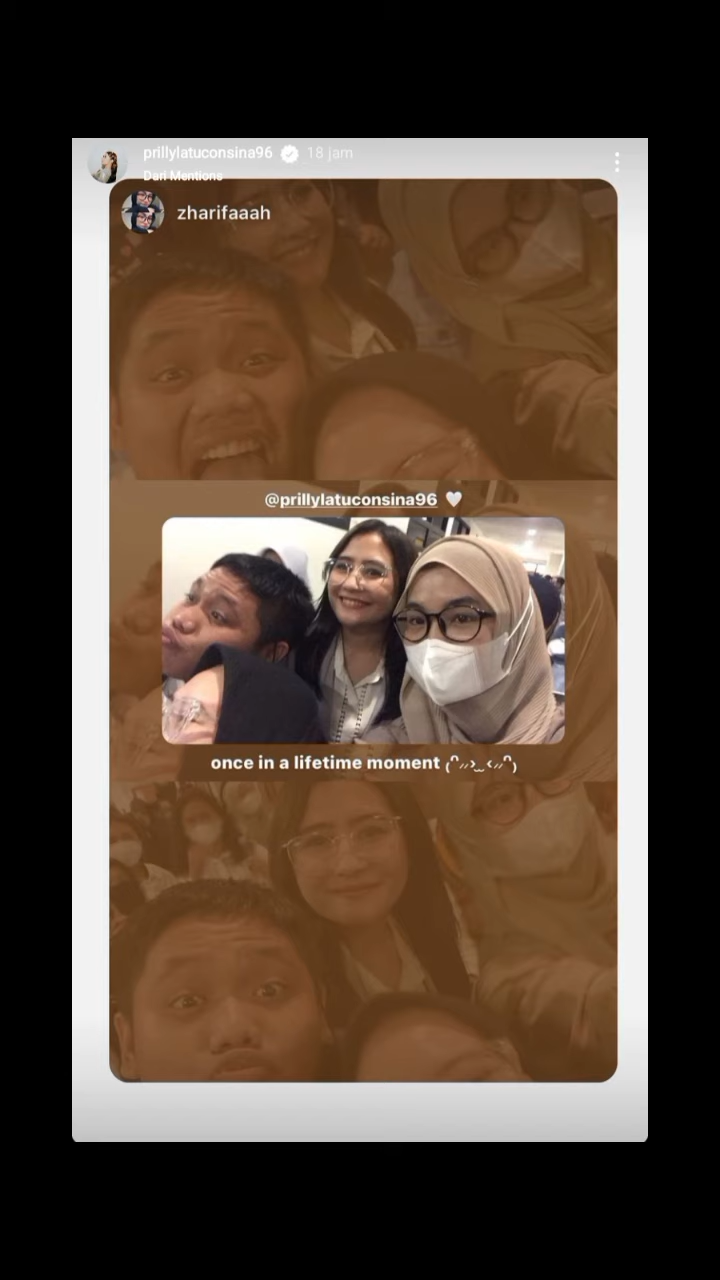 prillylatuconsina96 18 jam
Dari Mentions
zharifaaah
@prillylatuconsina96 🤍
once in a lifetime moment (ᐢ⸝⸝›_‹⸝⸝ᐢ)